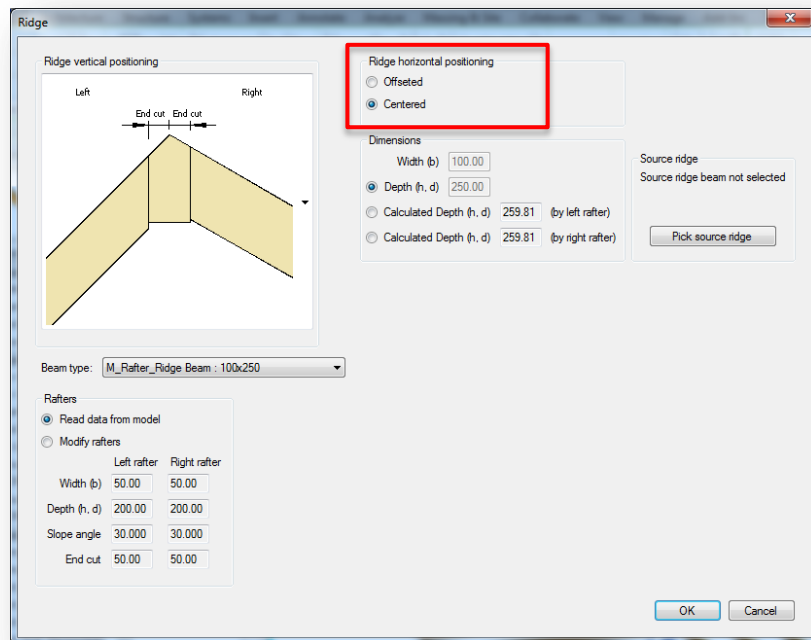 Ridge
Ridge vertical positioning
Left
Right
End cut End cut
Ridge horizontal positioning
Offseted
Centered
Dimensions
Width (b) 100.00
Depth (h, d) 250.00
Calculated Depth (h, d) 259.81 (by left rafter)
Calculated Depth (h, d) 259.81 (by right rafter)
Source ridge
Source ridge beam not selected
Pick source ridge
Beam type: M_Rafter_Ridge Beam : 100x250
Rafters
Read data from model
Modify rafters
Left rafter Right rafter
Width (b) 50.00 50.00
Depth (h, d) 200.00 200.00
Slope angle 30.000 30.000
End cut 50.00 50.00
OK Cancel